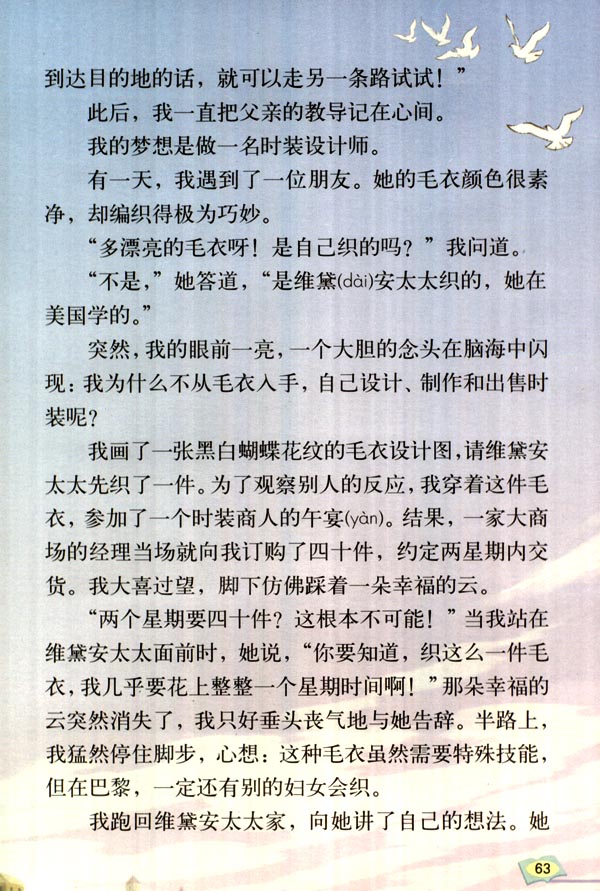 到达目的地的话，就可以走另一条路试试！”
此后，我一直把父亲的教导记在心间。
我的梦想是做一名时装设计师。
有一天，我遇到了一位朋友。她的毛衣颜色很素
净，却编织得极为巧妙。
“多漂亮的毛衣呀！是自己织的吗？”我问道。
“不是，”她答道，“是维黛(dài)安太太织的，她在
美国学的。”
突然，我的眼前一亮，一个大胆的念头在脑海中闪
现：我为什么不从毛衣入手，自己设计、制作和出售时
装呢？
我画了一张黑白蝴蝶花纹的毛衣设计图，请维黛安
太太先织了一件。为了观察别人的反应，我穿着这件毛
衣，参加了一个时装商人的午宴(yàn)。结果，一家大商
场的经理当场就向我订购了四十件，约定两星期内交
货。我大喜过望，脚下仿佛踩着一朵幸福的云。
“两个星期要四十件？这根本不可能！”当我站在
维黛安太太面前时，她说，“你要知道，织这么一件毛
衣，我几乎要花上整整一个星期时间啊！”那朵幸福的
云突然消失了，我只好垂头丧气地与她告辞。半路上，
我猛然停住脚步，心想：这种毛衣虽然需要特殊技能，
但在巴黎，一定还有别的妇女会织。
我跑回维黛安太太家，向她讲了自己的想法。她
63